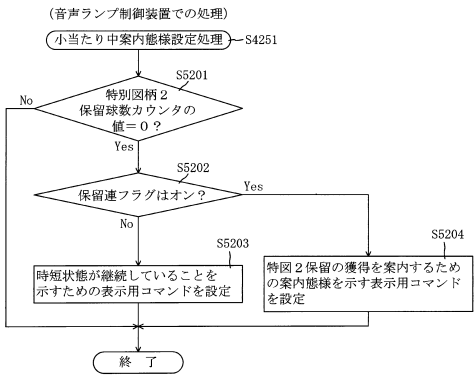 (音声ランプ制御装置での処理)
小当たり中案内態様設定処理
S4251
S5201
No
特別図柄2
保留球数カウンタの
値=0?
Yes
S5202
保留連フラグはオン?
Yes
No
S5203
時短状態が継続していることを
示すための表示用コマンドを設定
S5204
特図2保留の獲得を案内するため
の案内態様を示す表示用コマンド
を設定
終了